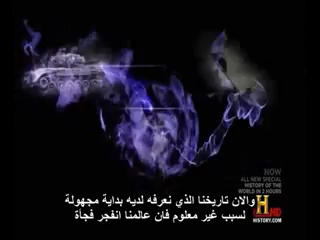 NOW
ALL NEW SPECIAL
HISTORY OF THE
WORLD IN 2 HOURS
والان تاريخنا الذي نعرفه لديه بداية مجهولة
لسبب غير معلوم فان عالمنا انفجر فجأة
H HD
HISTORY.COM